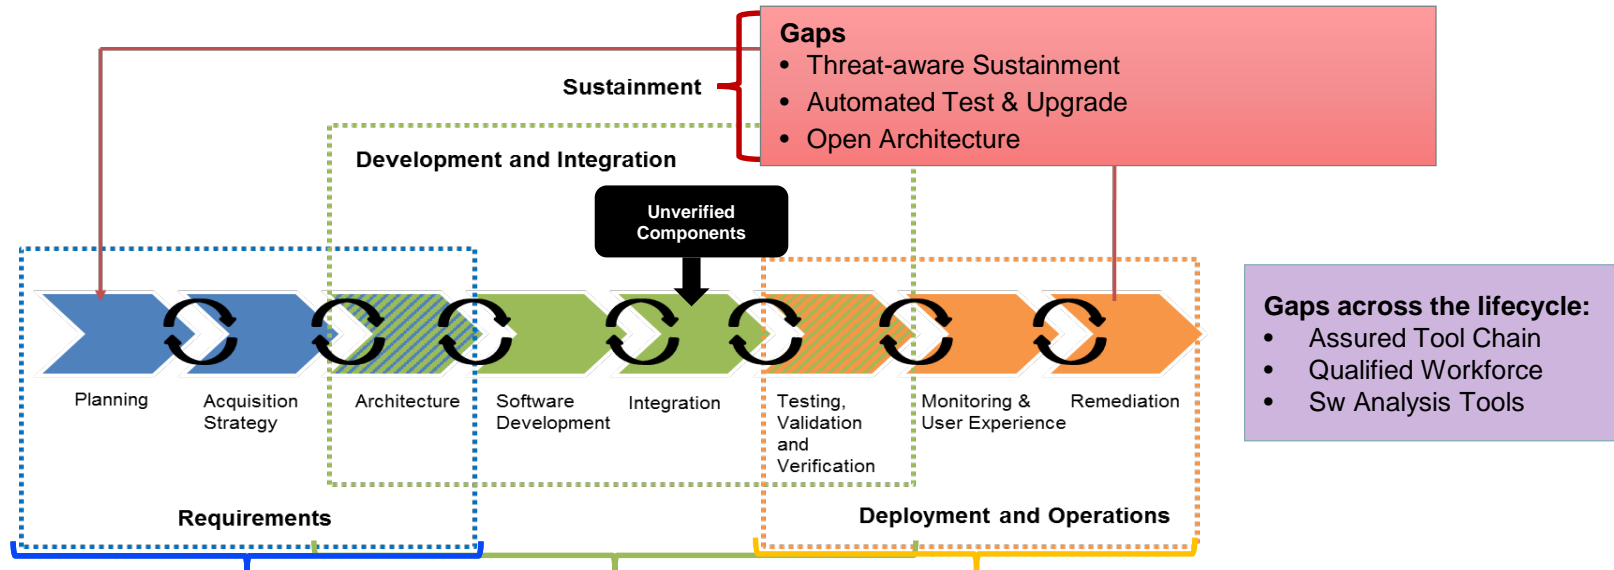 Gaps
• Threat-aware Sustainment
• Automated Test & Upgrade
• Open Architecture
Sustainment
Development and Integration
Unverified
Components
Gaps across the lifecycle:
• Assured Tool Chain
• Qualified Workforce
• Sw Analysis Tools
Planning
Acquisition
Strategy
Architecture
Software
Development
Integration
Testing,
Validation
and
Verification
Monitoring &
User Experience
Remediation
Requirements
Deployment and Operations